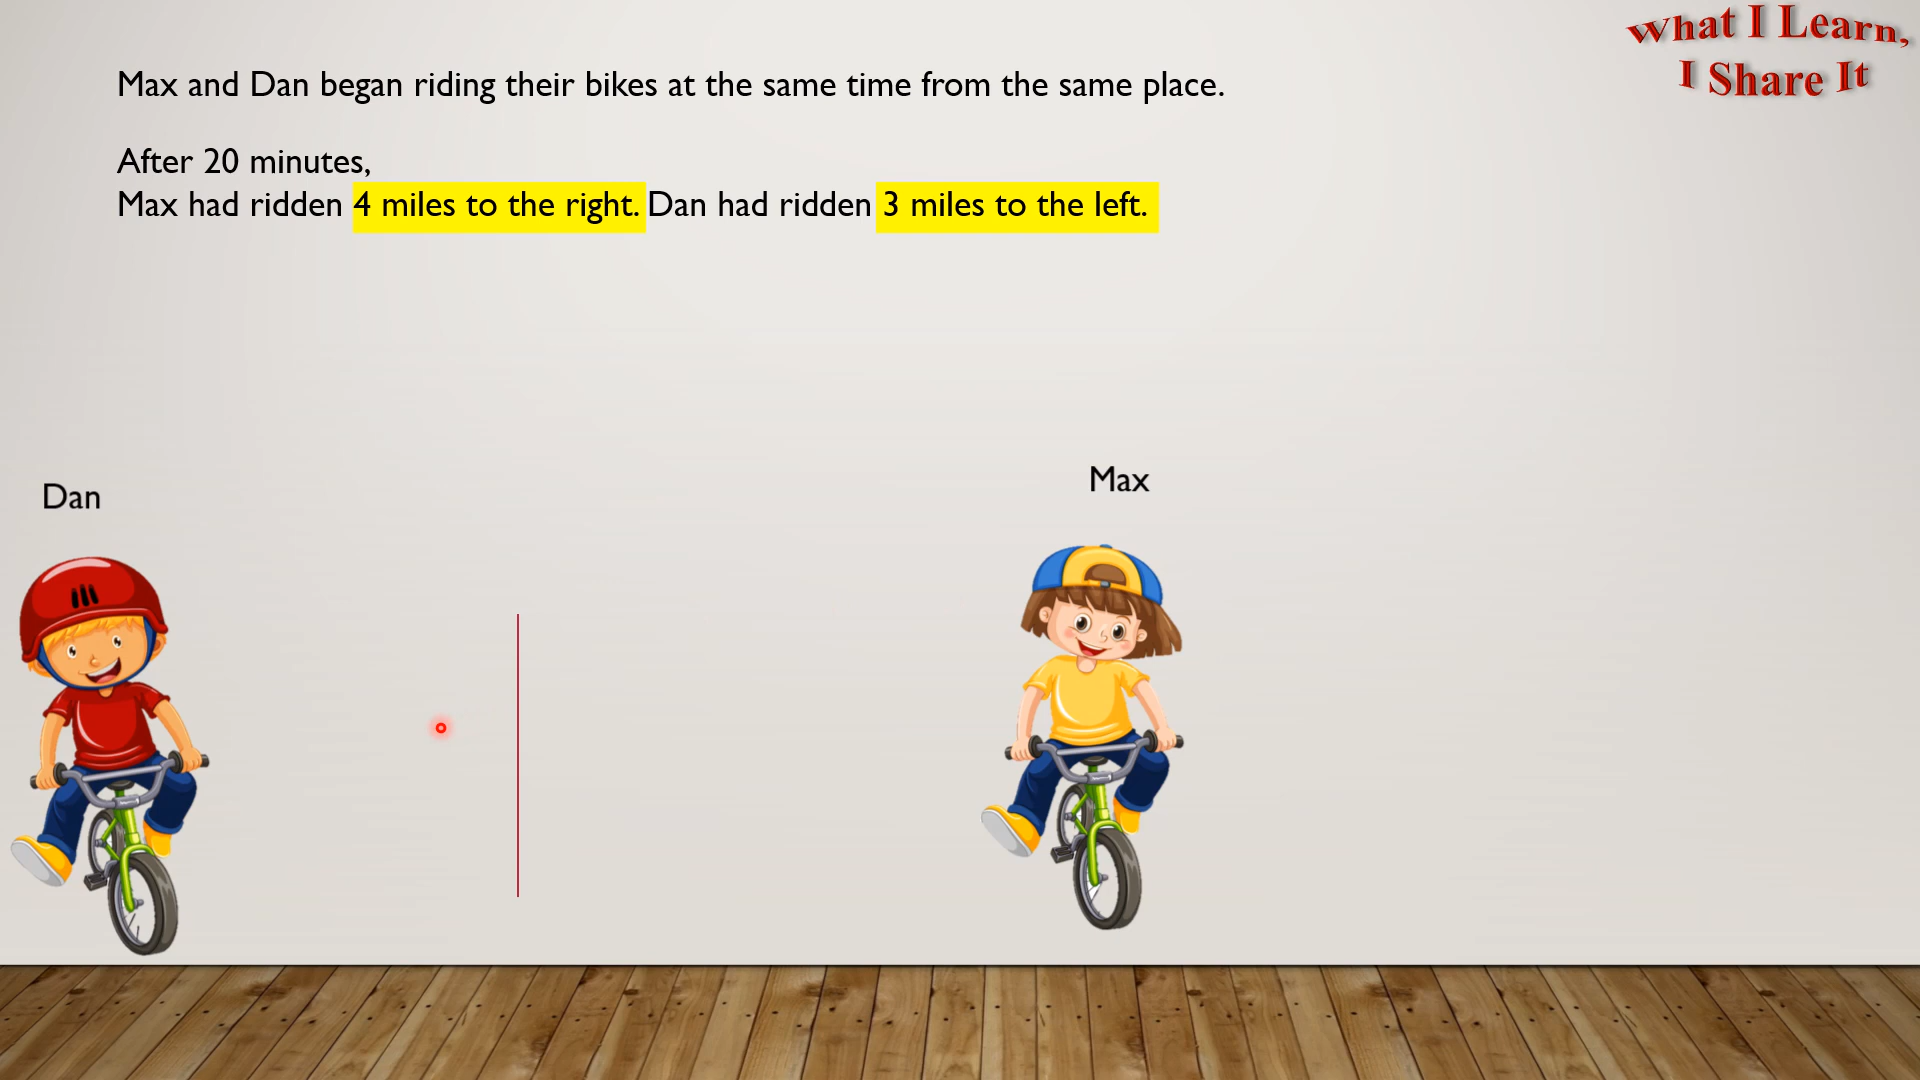 What I Learn,
I Share It
Max and Dan began riding their bikes at the same time from the same place.
After 20 minutes,
Max had ridden 4 miles to the right. Dan had ridden 3 miles to the left.
Max
Dan